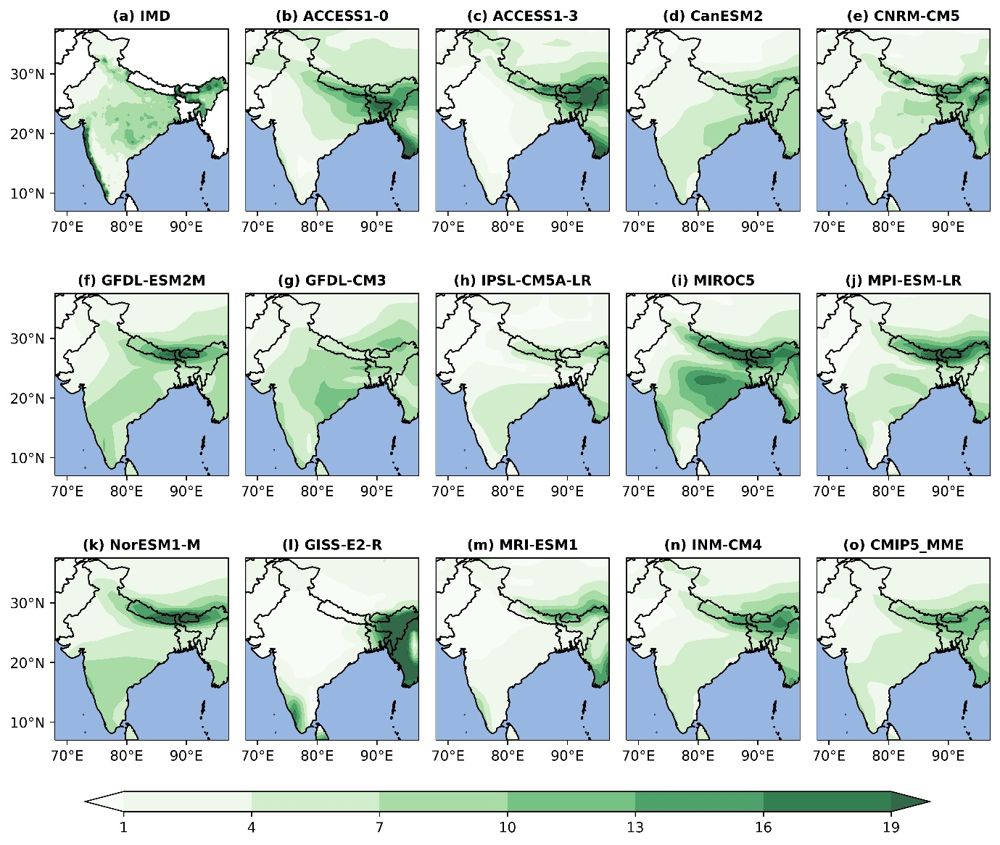 (a) IMD (b) ACCESS1-0 (c) ACCESS1-3 (d) CanESM2 (e) CNRM-CM5
30°N
20°N
10°N
70°E 80°E 90°E 70°E 80°E 90°E 70°E 80°E 90°E 70°E 80°E 90°E 70°E 80°E 90°E
(f) GFDL-ESM2M (g) GFDL-CM3 (h) IPSL-CM5A-LR (i) MIROC5 (j) MPI-ESM-LR
30°N
20°N
10°N
70°E 80°E 90°E 70°E 80°E 90°E 70°E 80°E 90°E 70°E 80°E 90°E 70°E 80°E 90°E
(k) NorESM1-M (l) GISS-E2-R (m) MRI-ESM1 (n) INM-CM4 (o) CMIP5_MME
30°N
20°N
10°N
70°E 80°E 90°E 70°E 80°E 90°E 70°E 80°E 90°E 70°E 80°E 90°E 70°E 80°E 90°E
1 4 7 10 13 16 19